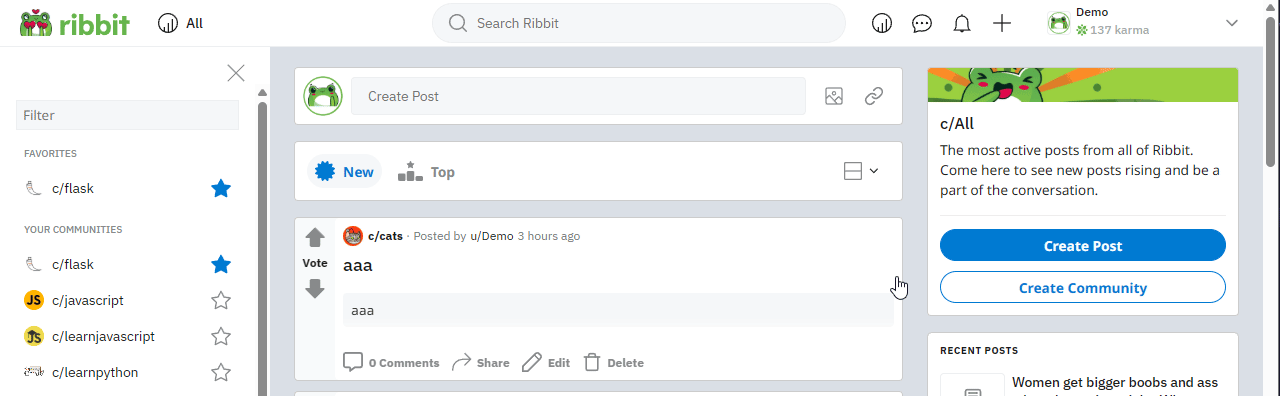 ribbit
All
Search Ribbit
Demo
137 karma
Filter
FAVORITES
c/flask
YOUR COMMUNITIES
c/flask
JS c/javascript
JS c/learnjavascript
c/learnpython
Create Post
New
Top
c/cats · Posted by u/Demo 3 hours ago
Vote
aaa
aaa
0 Comments
Share
Edit
Delete
c/All
The most active posts from all of Ribbit.
Come here to see new posts rising and be a
part of the conversation.
Create Post
Create Community
RECENT POSTS
Women get bigger boobs and ass